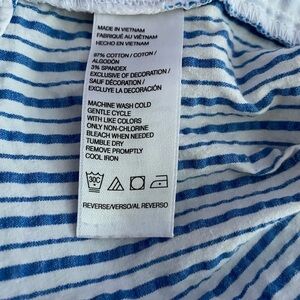 MADE IN VIETNAM
FABRIQUÉ AU VIÊTNAM
HECHO EN VIETNAM
97% COTTON / COTON /
ALGODÓN
3% SPANDEX
EXCLUSIVE OF DECORATION /
SAUF DÉCORATION /
EXCLUYE LA DECORACIÓN
MACHINE WASH COLD
GENTLE CYCLE
WITH LIKE COLORS
ONLY NON-CHLORINE
BLEACH WHEN NEEDED
TUMBLE DRY
REMOVE PROMPTLY
COOL IRON
30C
REVERSE/VERSO/AL REVERSO